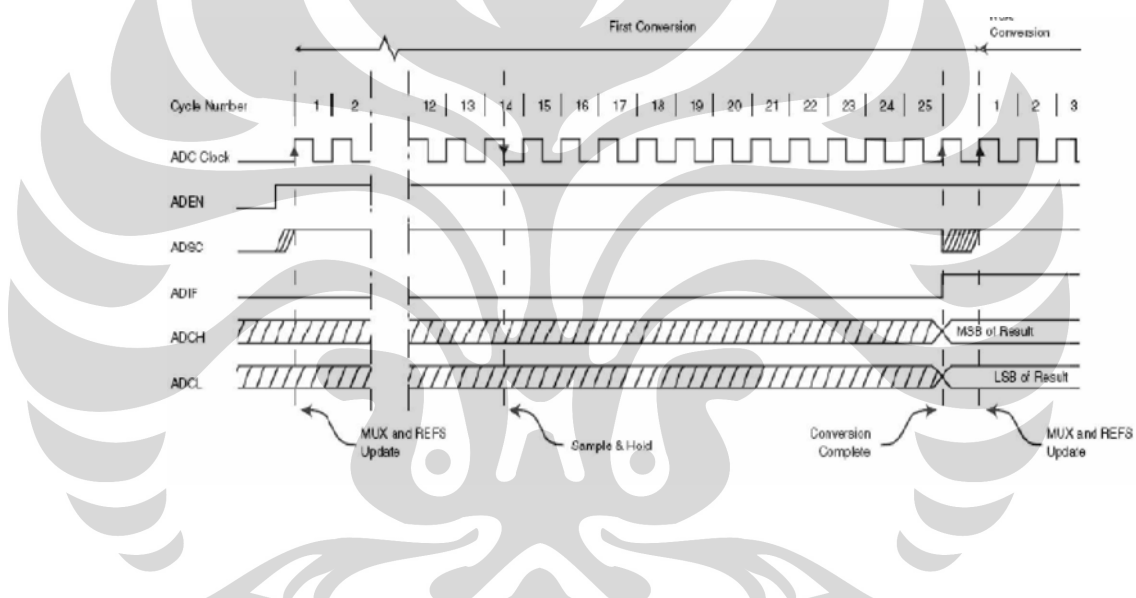 First Conversion
Conversion
Cycle Number 1 2 12 13 14 15 16 17 18 19 20 21 22 23 24 25 1 2 3
ADC Clock
ADEN
ADSC
ADIF
ADCH
MSB of Result
ADCL
LSB of Result
MUX and REFS
Update
Sample & Hold
Conversion
Complete
MUX and REFS
Update